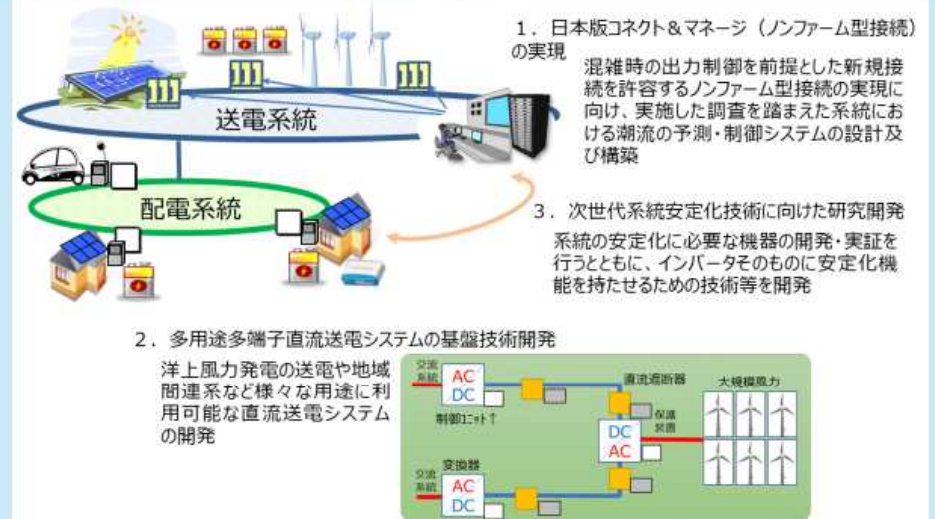 1．日本版コネクト＆マネージ（ノンファーム型接続）
の実現
混雑時の出力制御を前提とした新規接
続を許容するノンファーム型接続の実現に
向け、実施した調査を踏まえた系統にお
ける潮流の予測・制御システムの設計及
び構築
送電系統
配電系統
3．次世代系統安定化技術に向けた研究開発
系統の安定化に必要な機器の開発・実証を
行うとともに、インバータそのものに安定化機
能を持たせるための技術等を開発
2．多用途多端子直流送電システムの基盤技術開発
洋上風力発電の送電や地域
間連系など様々な用途に利
用可能な直流送電システム
の開発
交流
系統
AC
DC
制御ユニット↑
直流遮断器
大規模風力
保護
装置
DC
AC
変換器
交流
系統
AC
DC